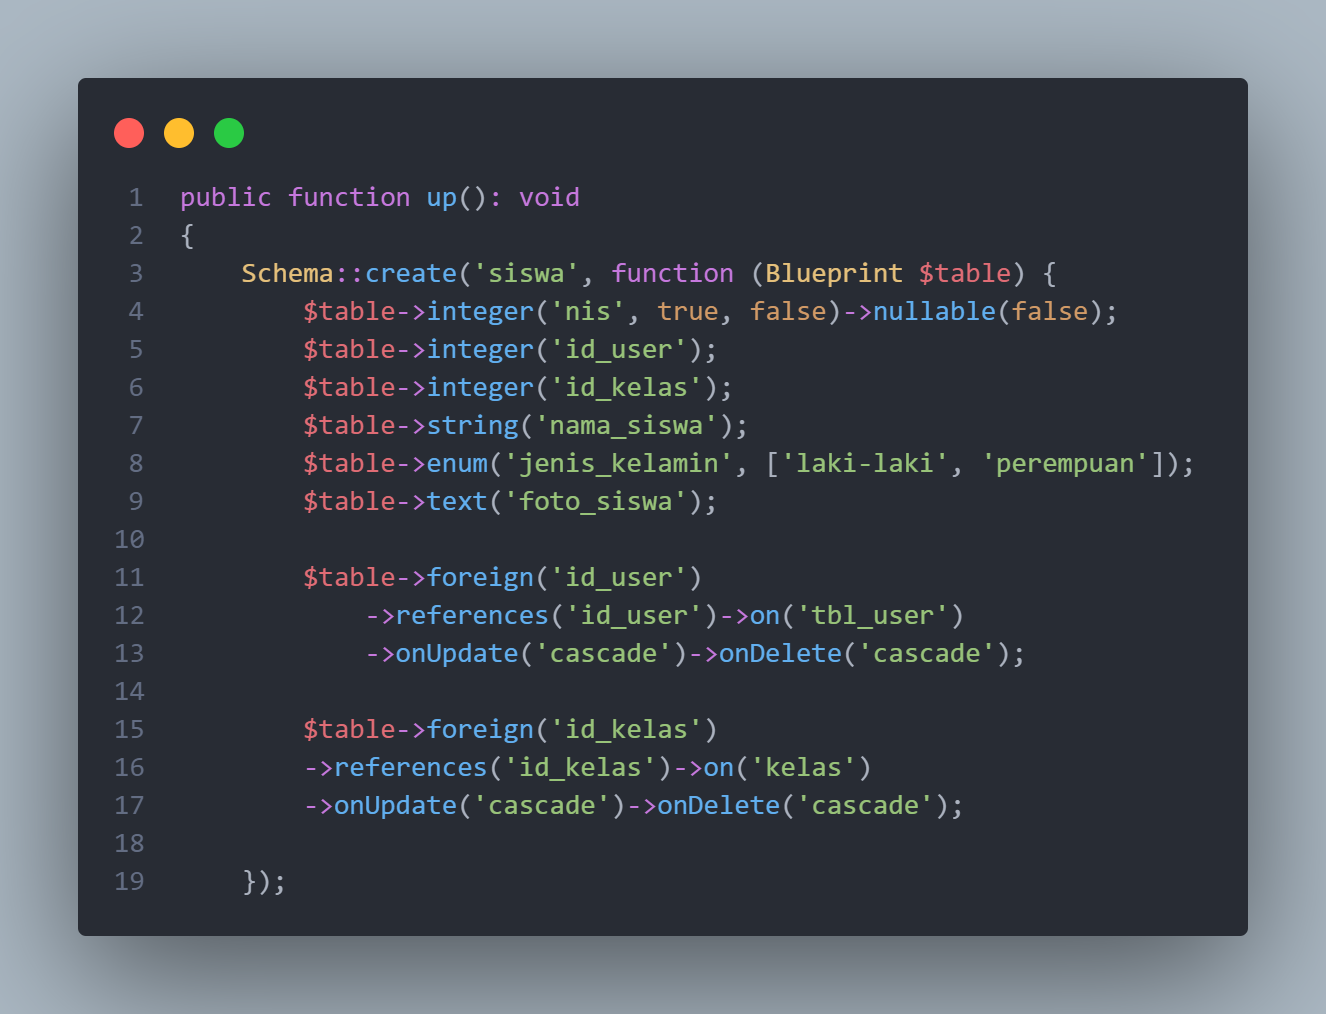 1 public function up(): void
2 {
3     Schema::create('siswa', function (Blueprint $table) {
4         $table->integer('nis', true, false)->nullable(false);
5         $table->integer('id_user');
6         $table->integer('id_kelas');
7         $table->string('nama_siswa');
8         $table->enum('jenis_kelamin', ['laki-laki', 'perempuan']);
9         $table->text('foto_siswa');
10
11         $table->foreign('id_user')
12             ->references('id_user')->on('tbl_user')
13             ->onUpdate('cascade')->onDelete('cascade');
14
15         $table->foreign('id_kelas')
16         ->references('id_kelas')->on('kelas')
17         ->onUpdate('cascade')->onDelete('cascade');
18
19     });